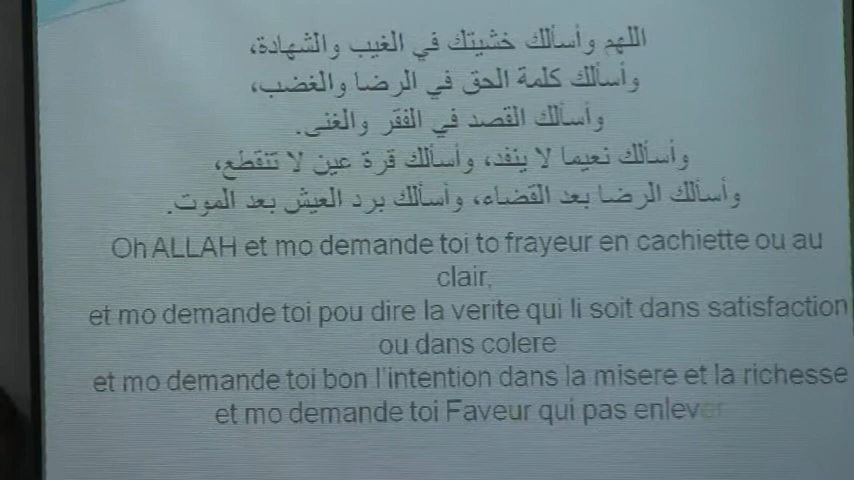 اللهم وأسألك خشيتك في الغيب والشهادة،
وأسألك كلمة الحق في الرضا والغضب،
وأسألك القصد في الفقر والغنى.
وأسألك نعيما لا ينفد، وأسألك قرة عين لا تنقطع،
وأسألك الرضا بعد القضاء، وأسألك برد العيش بعد الموت.
Oh ALLAH et mo demande toi to frayeur en cachiette ou au
clair,
et mo demande toi pou dire la verite qui li soit dans satisfaction
ou dans colere
et mo demande toi bon l'intention dans la misere et la richesse
et mo demande toi Faveur qui pas enlever